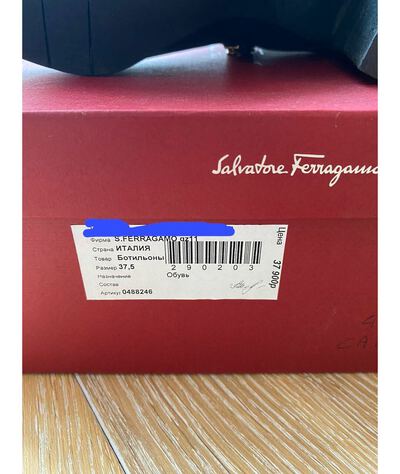 Salvatore Ferragamo
Фирма S.FERRAGAMO oz11
Страна ИТАЛИЯ
Товар Ботильоны
Размер 37,5
290203
Назначение Обувь
Состав
Артикул 0488246
Цена 37 900р